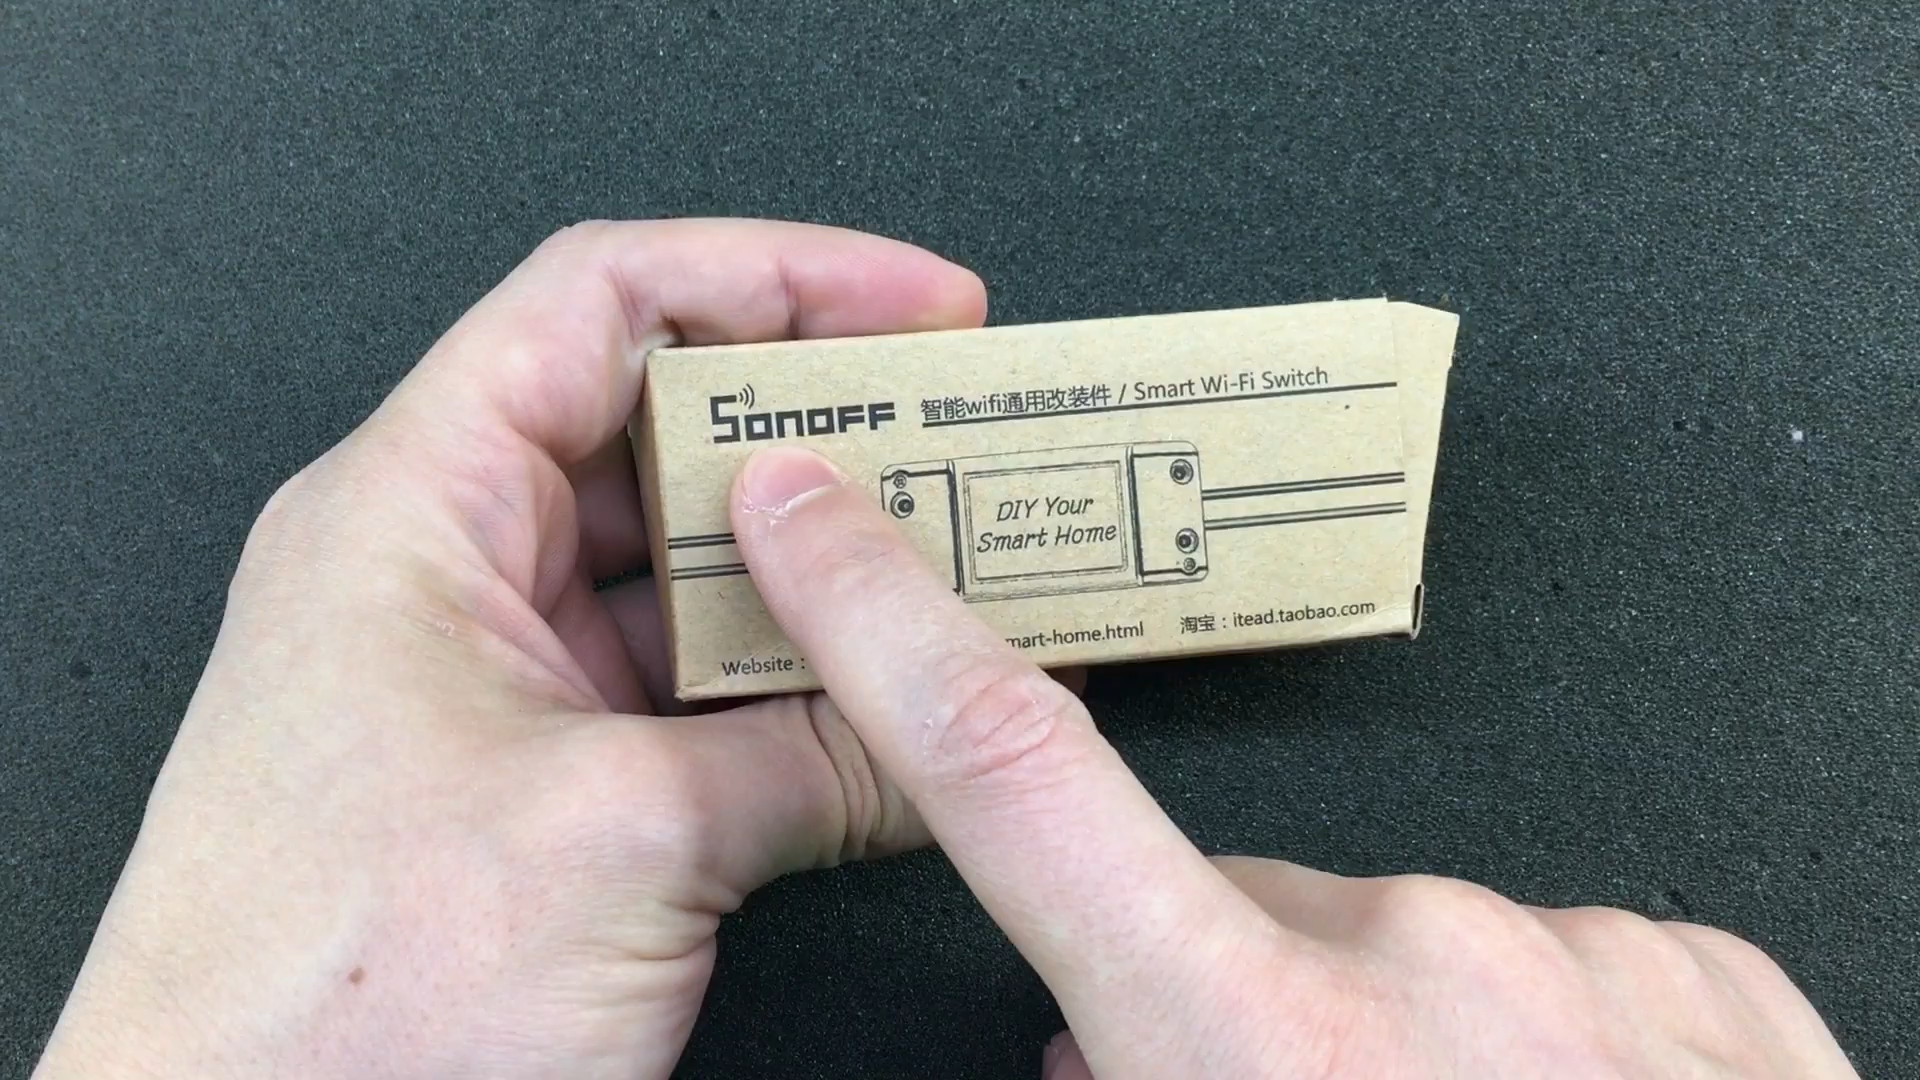 SONOFF 智能wifi通用改装件 / Smart Wi-Fi Switch
DIY Your
Smart Home
Website : mart-home.html 淘宝 : itead.taobao.com